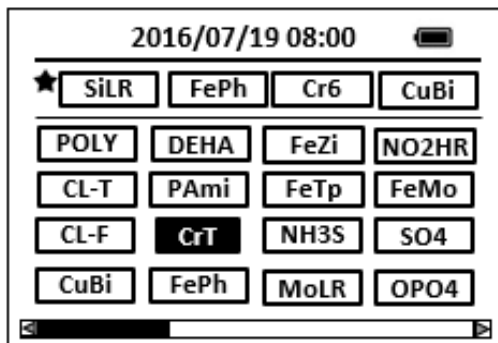 2016/07/19 08:00
SiLR FePh Cr6 CuBi
POLY DEHA FeZi NO2HR
CL-T PAmi FeTp FeMo
CL-F CrT NH3S SO4
CuBi FePh MoLR OPO4